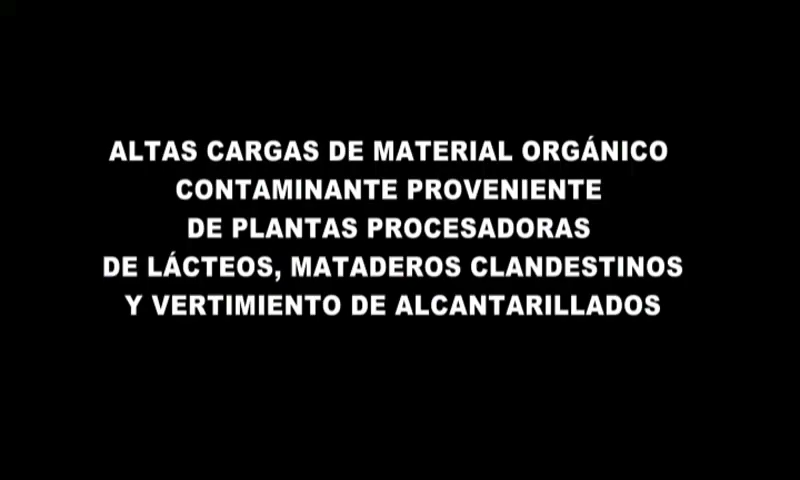 ALTAS CARGAS DE MATERIAL ORGÁNICO
CONTAMINANTE PROVENIENTE
DE PLANTAS PROCESADORAS
DE LÁCTEOS, MATADEROS CLANDESTINOS
Y VERTIMIENTO DE ALCANTARILLADOS